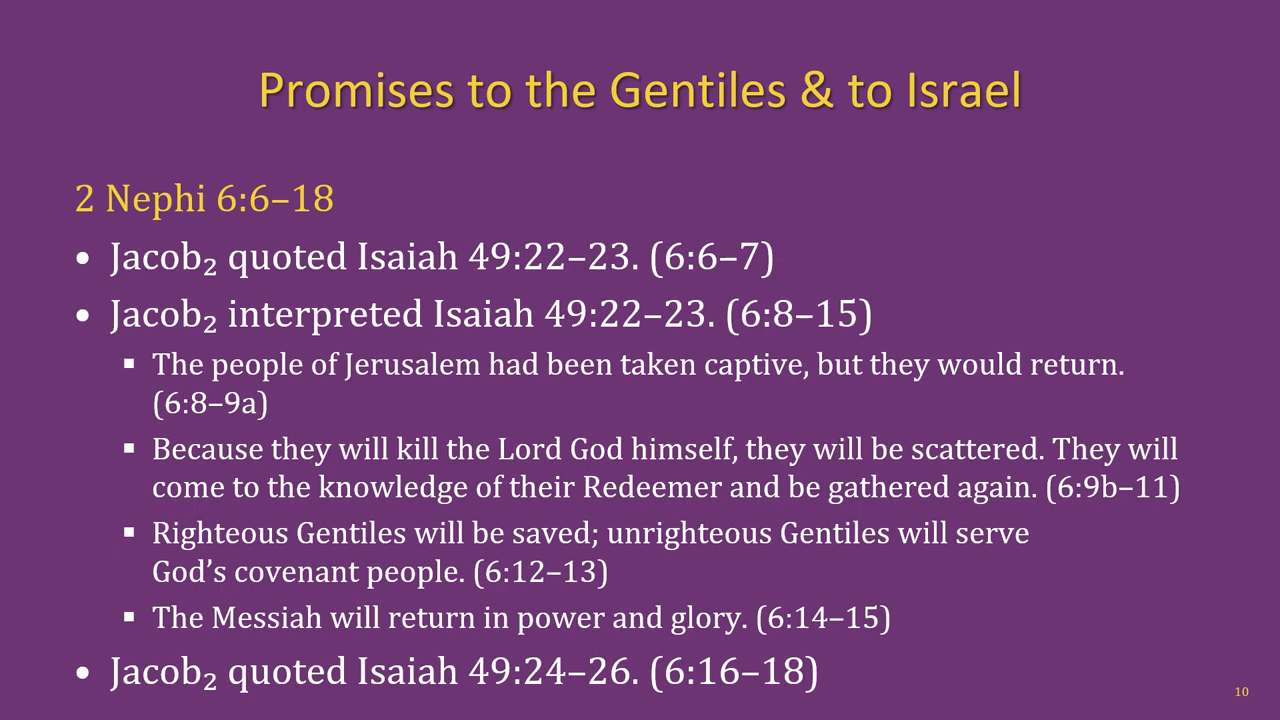 Promises to the Gentiles & to Israel
2 Nephi 6:6–18
• Jacob₂ quoted Isaiah 49:22–23. (6:6–7)
• Jacob₂ interpreted Isaiah 49:22–23. (6:8–15)
▪ The people of Jerusalem had been taken captive, but they would return.
(6:8–9a)
▪ Because they will kill the Lord God himself, they will be scattered. They will
come to the knowledge of their Redeemer and be gathered again. (6:9b–11)
▪ Righteous Gentiles will be saved; unrighteous Gentiles will serve
God’s covenant people. (6:12–13)
▪ The Messiah will return in power and glory. (6:14–15)
• Jacob₂ quoted Isaiah 49:24–26. (6:16–18)
10